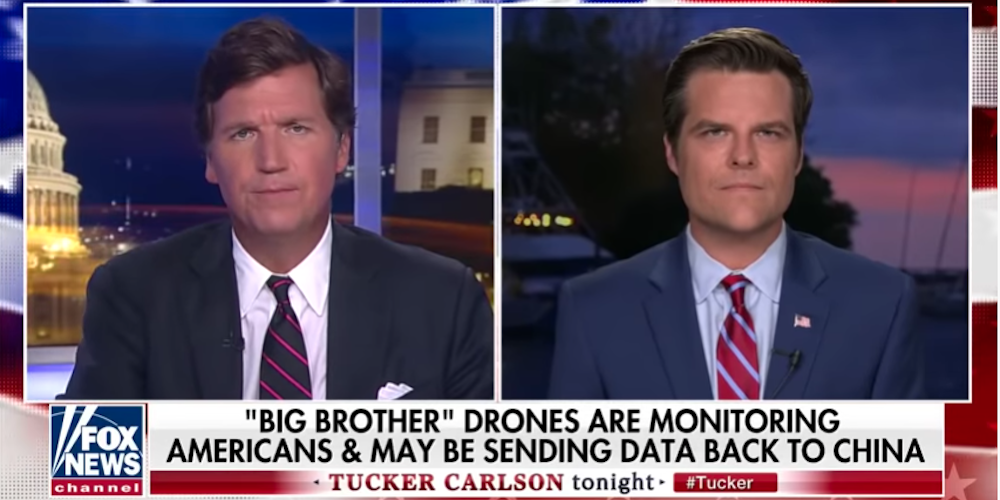 "BIG BROTHER" DRONES ARE MONITORING
AMERICANS & MAY BE SENDING DATA BACK TO CHINA
FOX
NEWS
channel
TUCKER CARLSON tonight
#Tucker